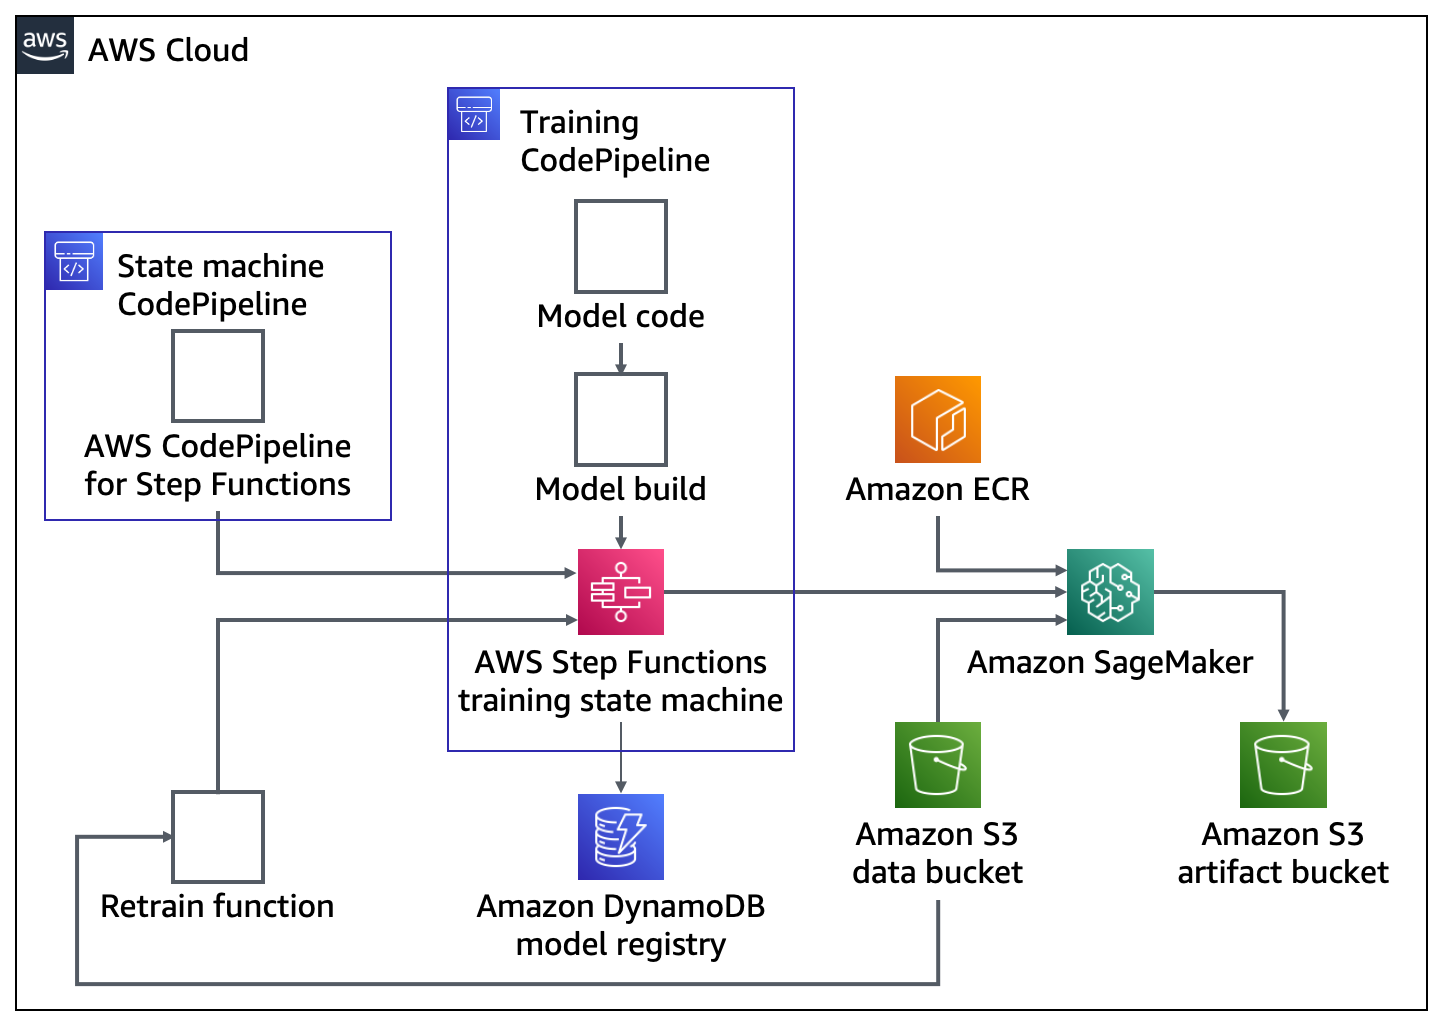 aws
AWS Cloud
Training
CodePipeline
Model code
Model build
State machine
CodePipeline
AWS CodePipeline
for Step Functions
Amazon ECR
AWS Step Functions
training state machine
Amazon SageMaker
Retrain function
Amazon DynamoDB
model registry
Amazon S3
data bucket
Amazon S3
artifact bucket